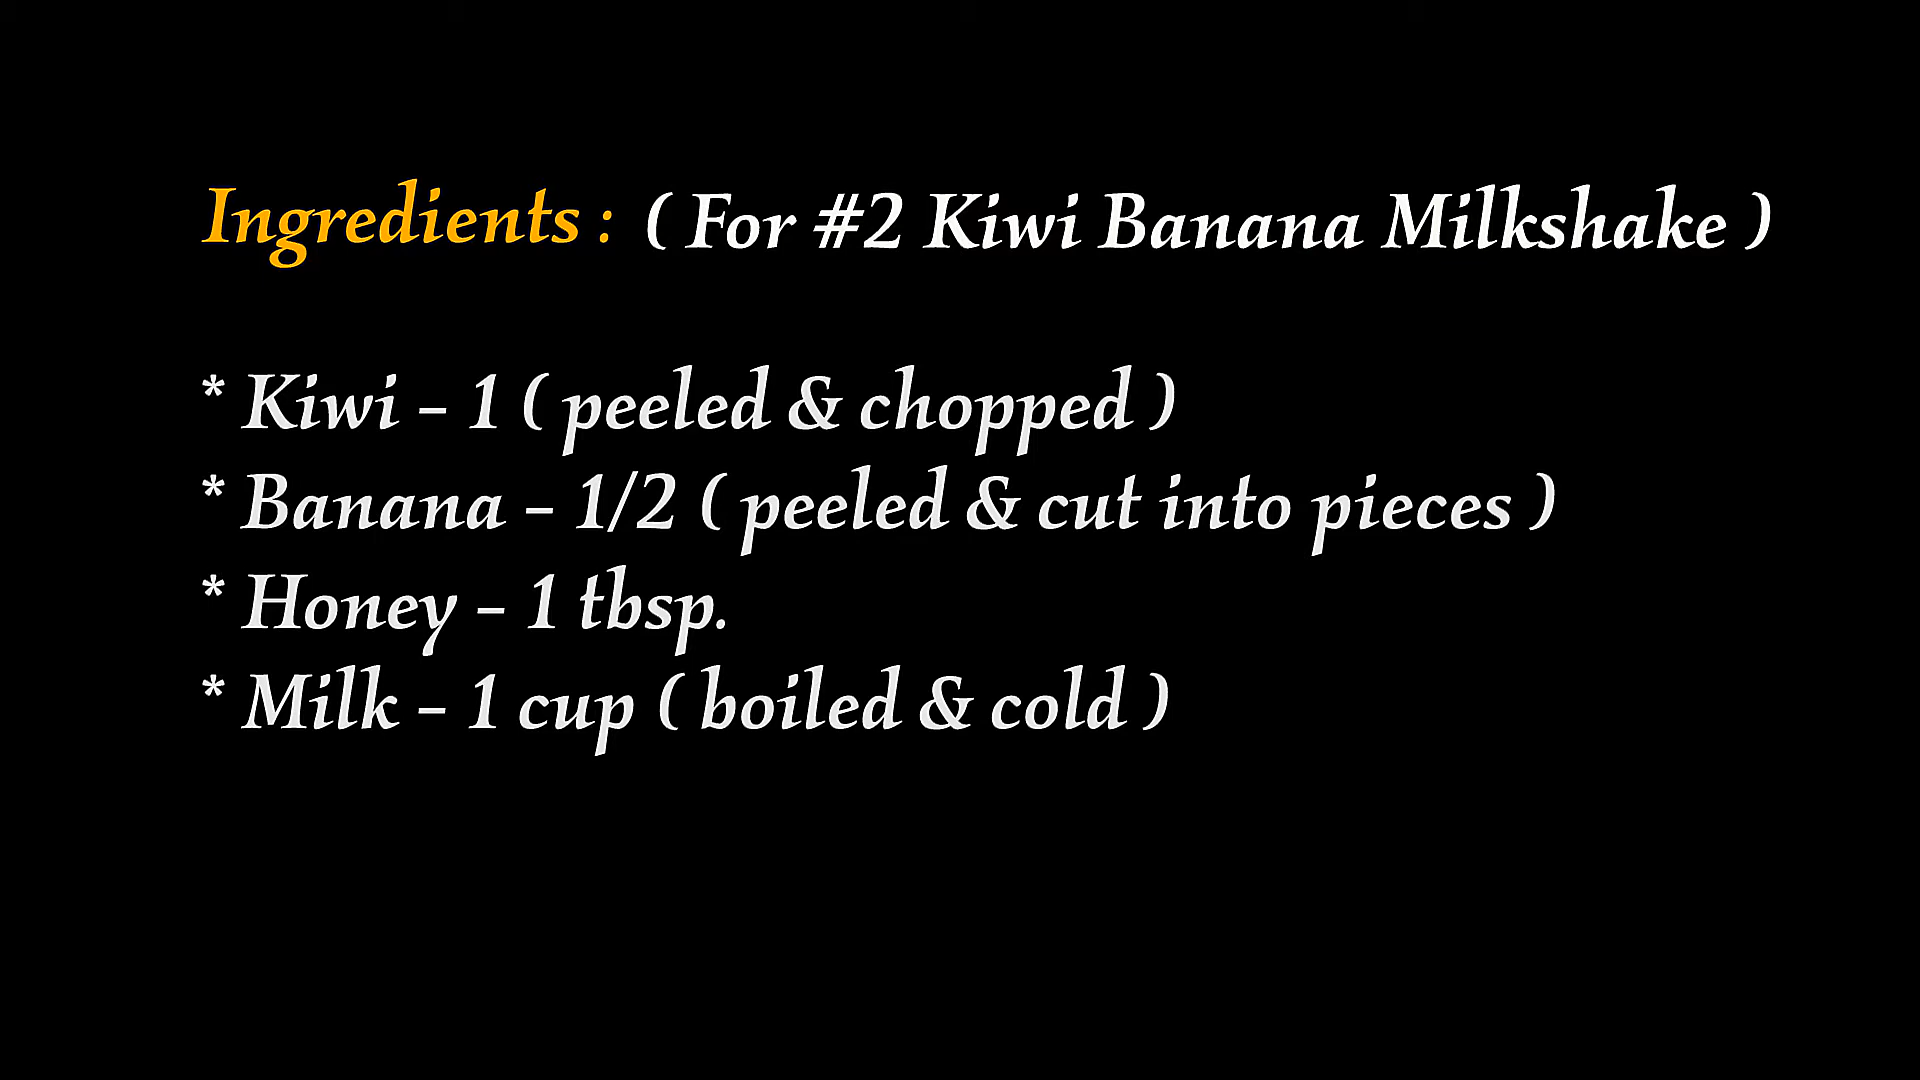 Ingredients : ( For #2 Kiwi Banana Milkshake )
* Kiwi – 1 ( peeled & chopped )
* Banana – 1/2 ( peeled & cut into pieces )
* Honey – 1 tbsp.
* Milk – 1 cup ( boiled & cold )